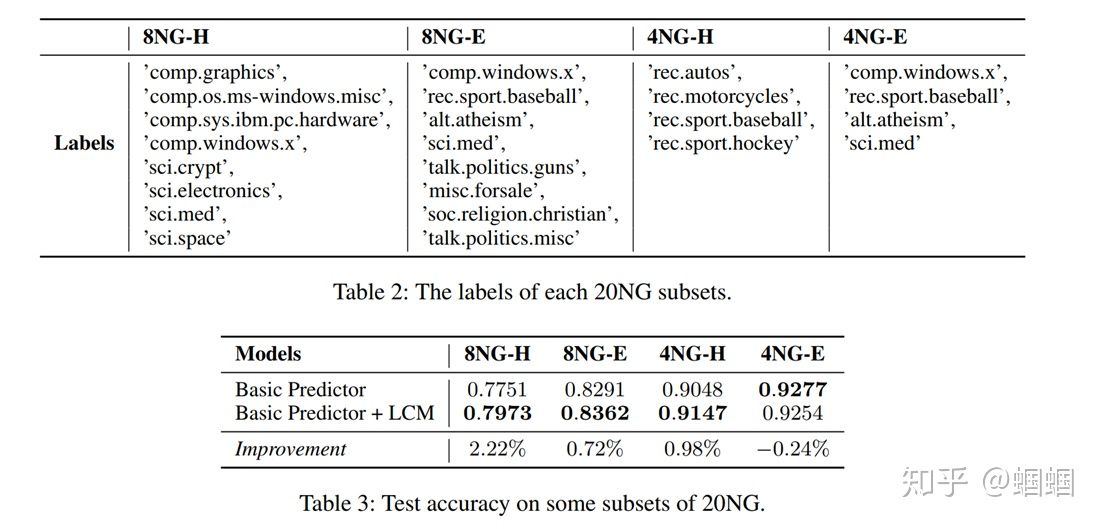 8NG-H 8NG-E 4NG-H 4NG-E
’comp.graphics’, ’comp.windows.x’, ’rec.autos’, ’comp.windows.x’,
’comp.os.ms-windows.misc’, ’rec.sport.baseball’, ’rec.motorcycles’, ’rec.sport.baseball’,
’comp.sys.ibm.pc.hardware’, ’alt.atheism’, ’rec.sport.baseball’, ’alt.atheism’,
Labels ’comp.windows.x’, ’sci.med’, ’rec.sport.hockey’ ’sci.med’
’sci.crypt’, ’talk.politics.guns’,
’sci.electronics’, ’misc.forsale’,
’sci.med’, ’soc.religion.christian’,
’sci.space’ ’talk.politics.misc’
Table 2: The labels of each 20NG subsets.
Models 8NG-H 8NG-E 4NG-H 4NG-E
Basic Predictor 0.7751 0.8291 0.9048 0.9277
Basic Predictor + LCM 0.7973 0.8362 0.9147 0.9254
Improvement 2.22% 0.72% 0.98% −0.24%
Table 3: Test accuracy on some subsets of 20NG.
知乎 @蝈蝈